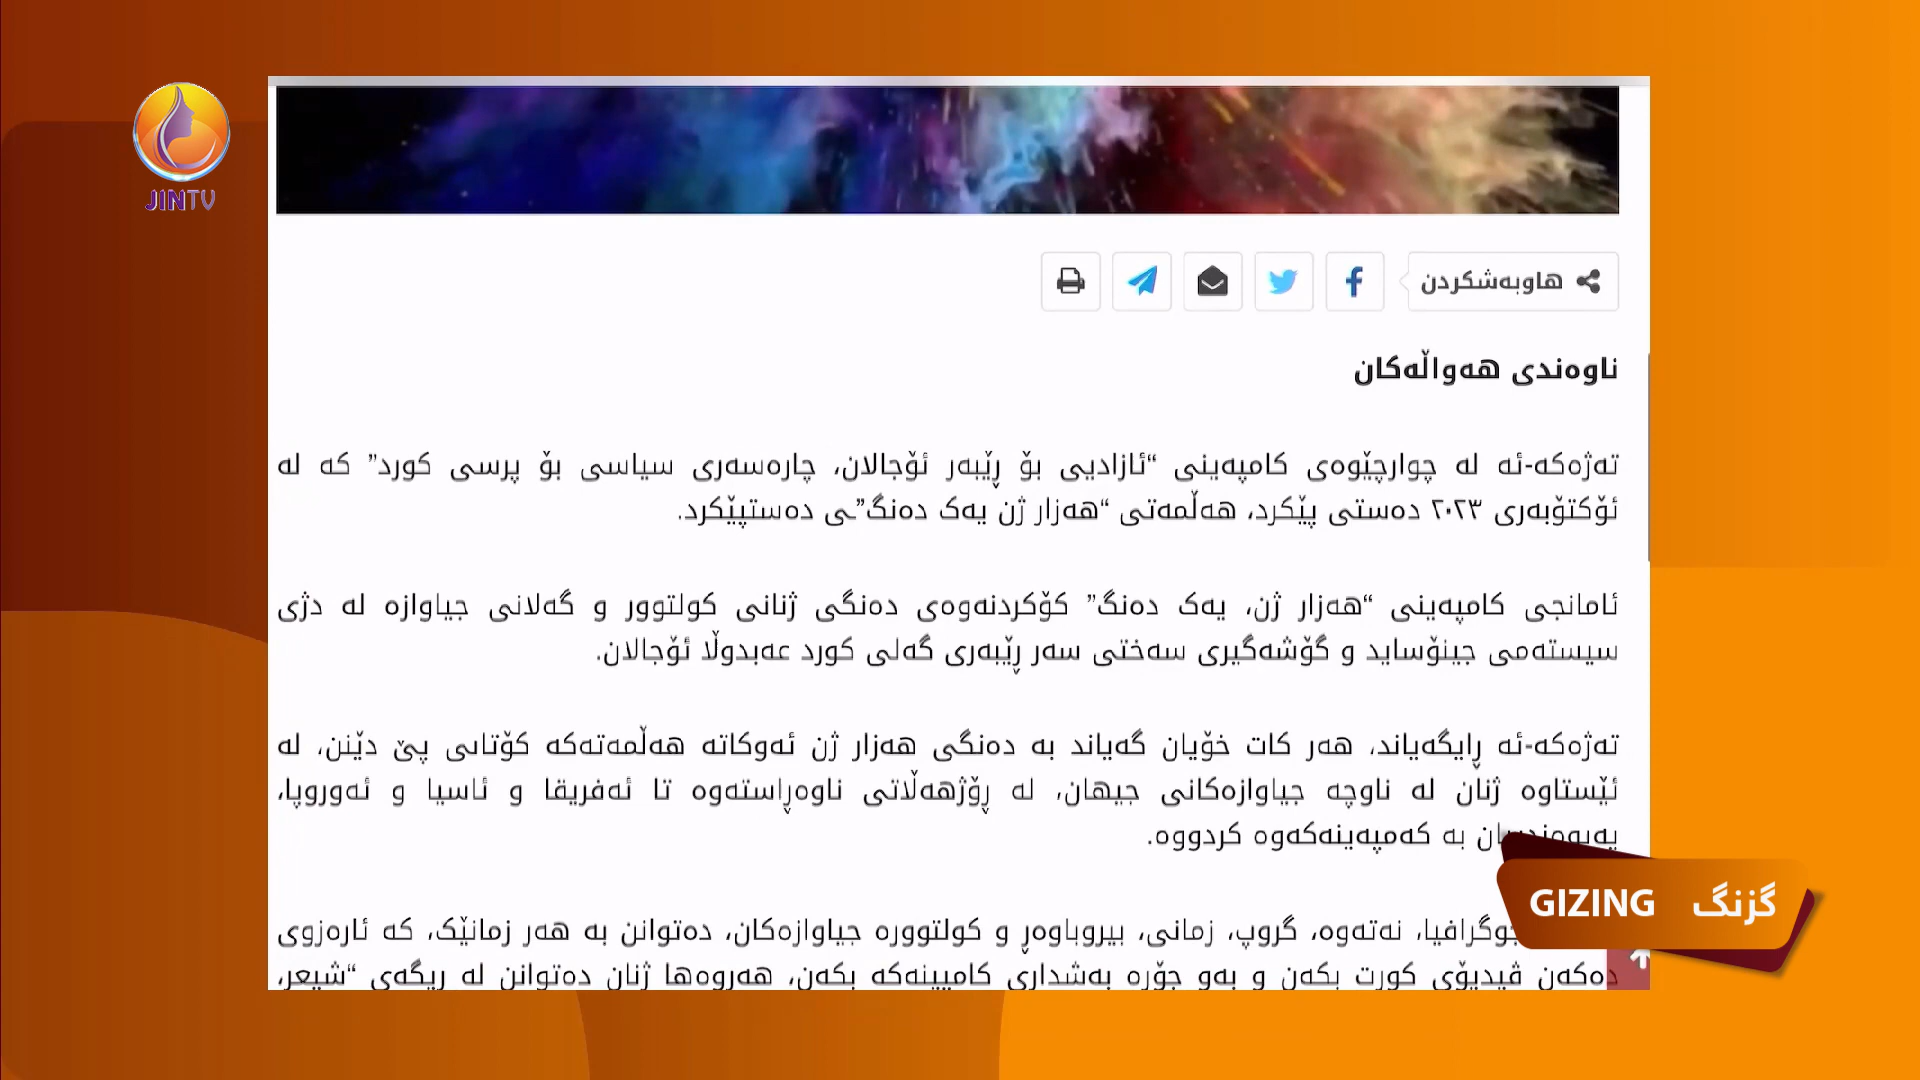 JINTV
هاوبەشکردن
ناوەندی هەواڵەکان
تەژەکە-ئە لە چوارچێوەی کامپەینی “ئازادیی بۆ ڕێبەر ئۆجالان، چارەسەری سیاسی بۆ پرسی کورد” کە لە
ئۆکتۆبەری ٢٠٢٣ دەستی پێکرد، هەڵمەتی “هەزار ژن یەک دەنگ”ـی دەستپێکرد.
ئامانجی کامپەینی “هەزار ژن، یەک دەنگ” کۆکردنەوەی دەنگی ژنانی کولتوور و گەلانی جیاوازە لە دژی
سیستەمی جینۆساید و گۆشەگیری سەختی سەر ڕێبەری گەلی کورد عەبدوڵا ئۆجالان.
تەژەکە-ئە ڕایگەیاند، هەر کات خۆیان گەیاند بە دەنگی هەزار ژن ئەوکاتە هەڵمەتەکە کۆتایی پێ دێنن، لە
ئێستاوە ژنان لە ناوچە جیاوازەکانی جیهان، لە ڕۆژهەڵاتی ناوەڕاستەوە تا ئەفریقا و ئاسیا و ئەوروپا،
بە کەمپەینەکەوە کردووە.
نەتەوە، گروپ، زمانی، بیروباوەڕ و کولتوورە جیاوازەکان، دەتوانن بە هەر زمانێک، کە ئارەزوی
دەکەن ڤیدیۆی کورت بکەن و بەو جۆرە بەشداری کامپینەکە بکەن، هەروەها ژنان دەتوانن لە ڕیگەی “شیعر،
GIZING گزنگ